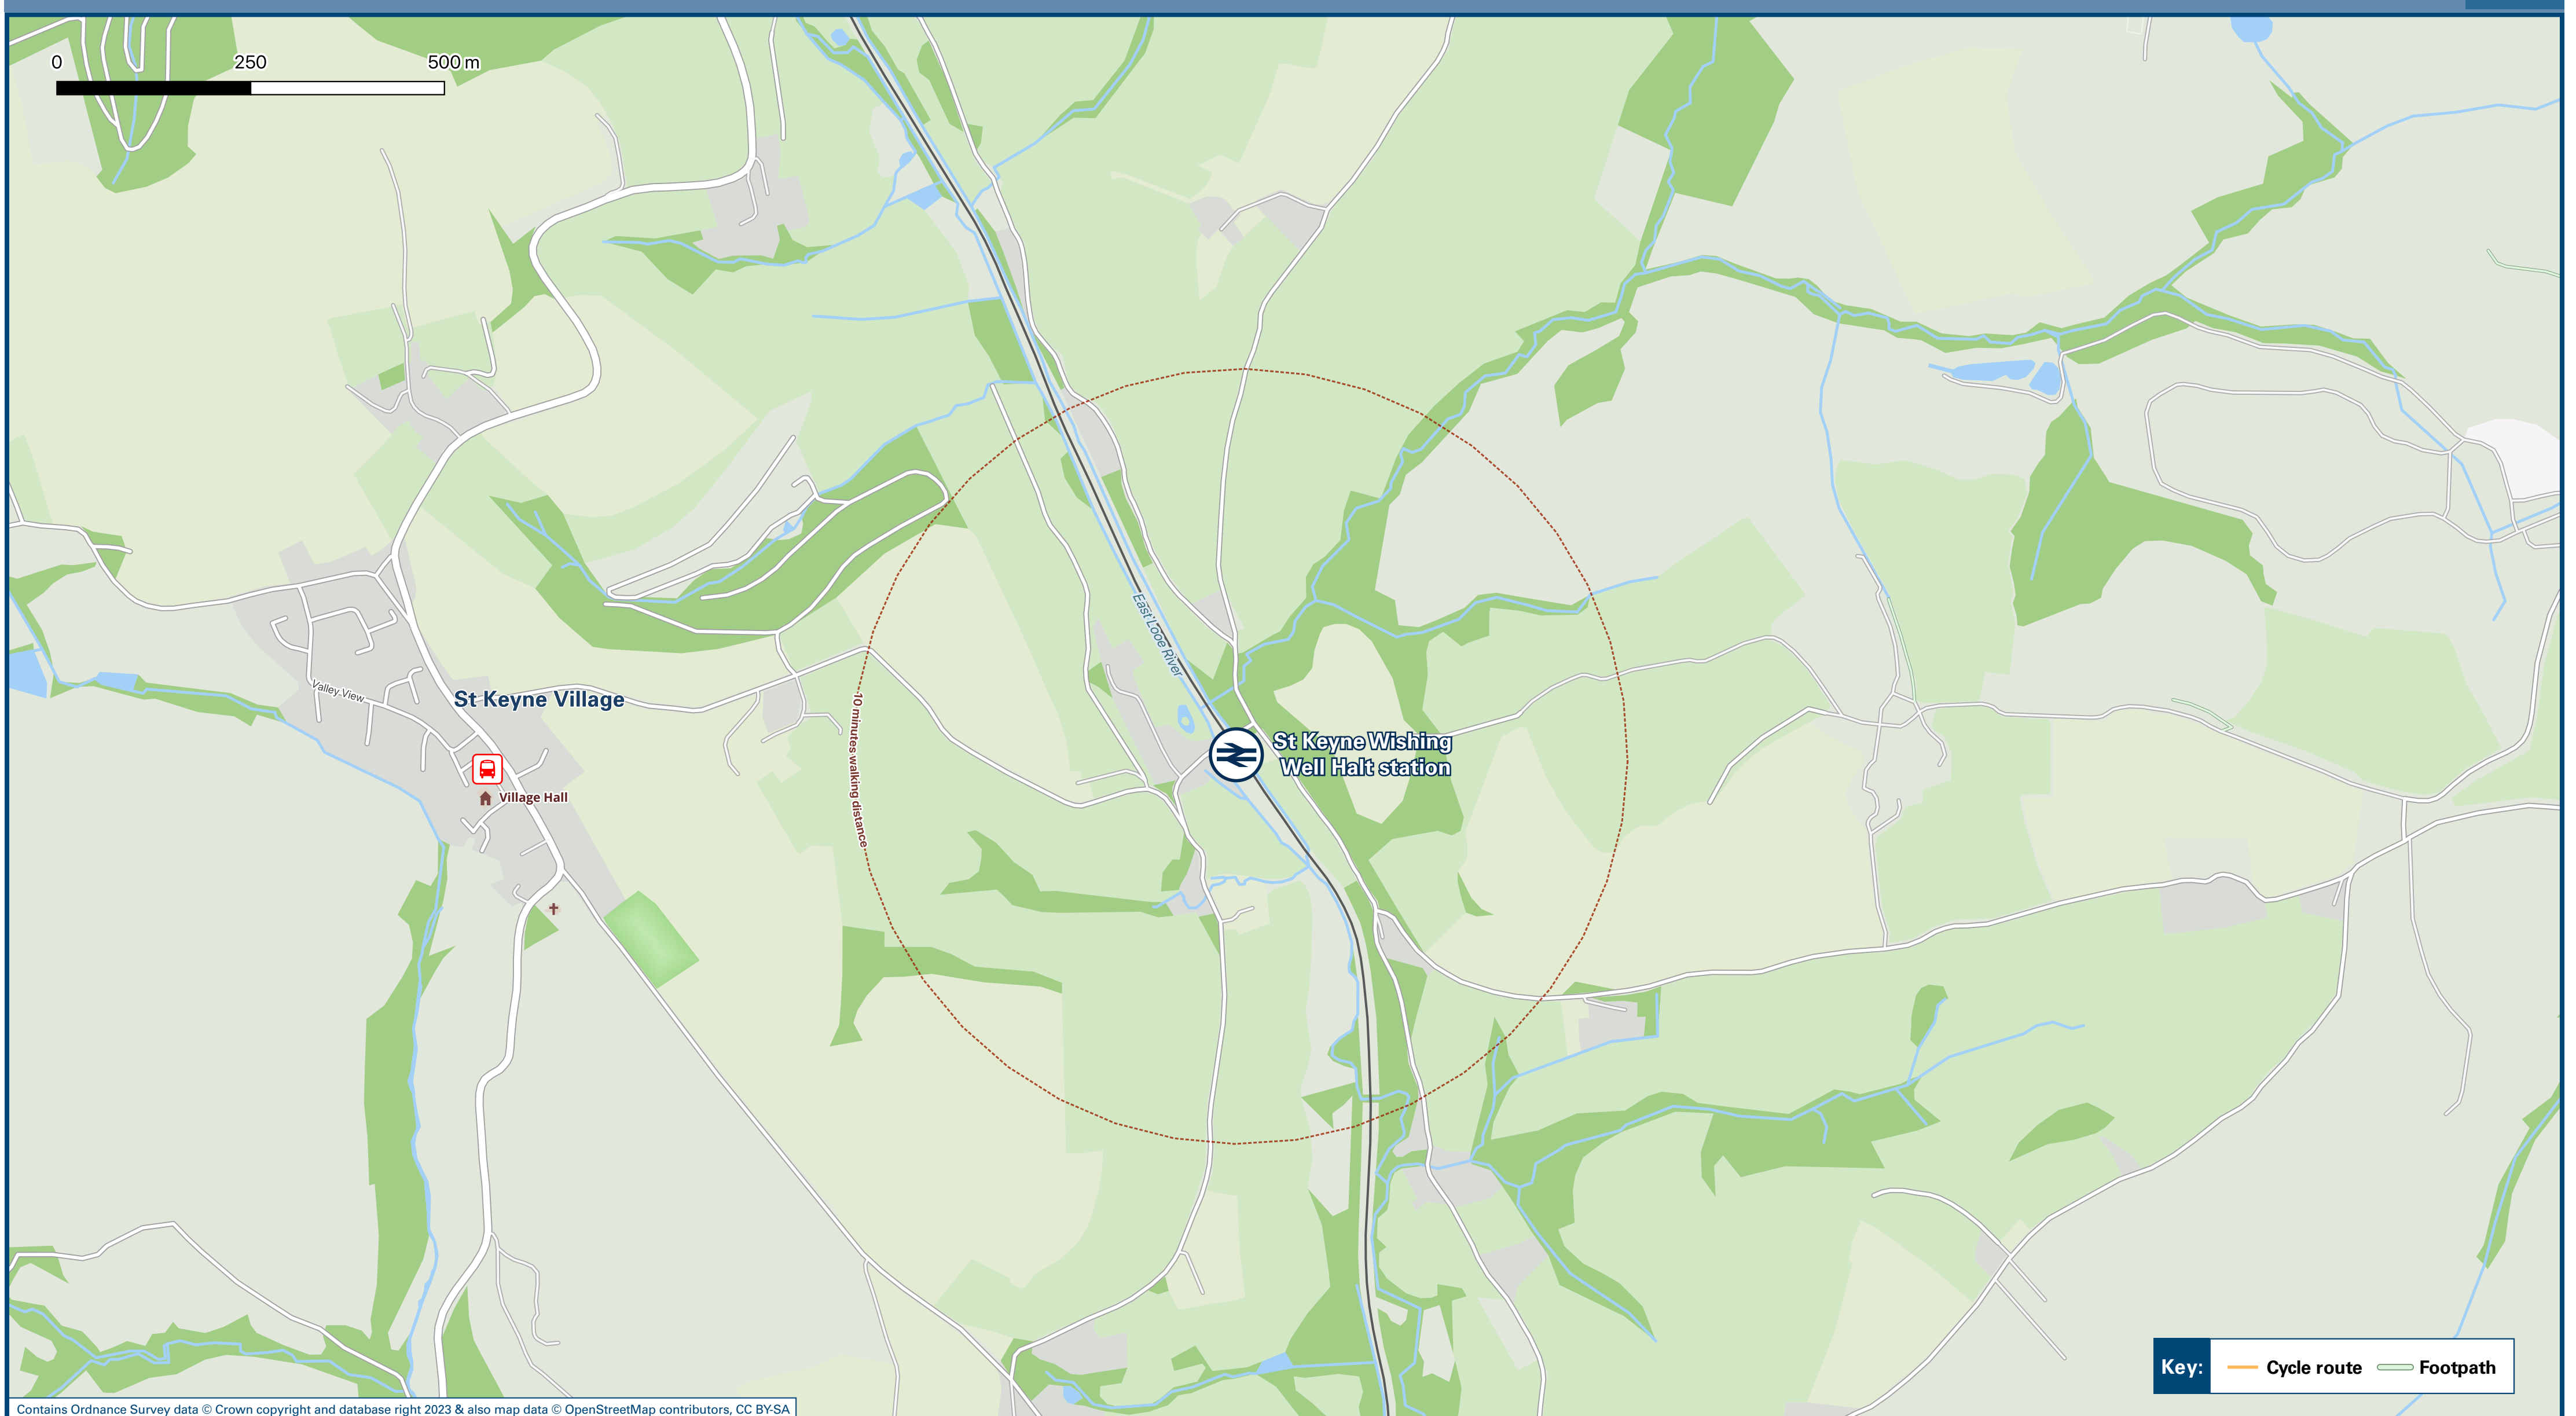 0 250 500 m
East Looe River
Valley View
St Keyne Village
10 minutes walking distance
St Keyne Wishing
Well Halt station
Village Hall
Key: Cycle route Footpath
Contains Ordnance Survey data © Crown copyright and database right 2023 & also map data © OpenStreetMap contributors, CC BY-SA